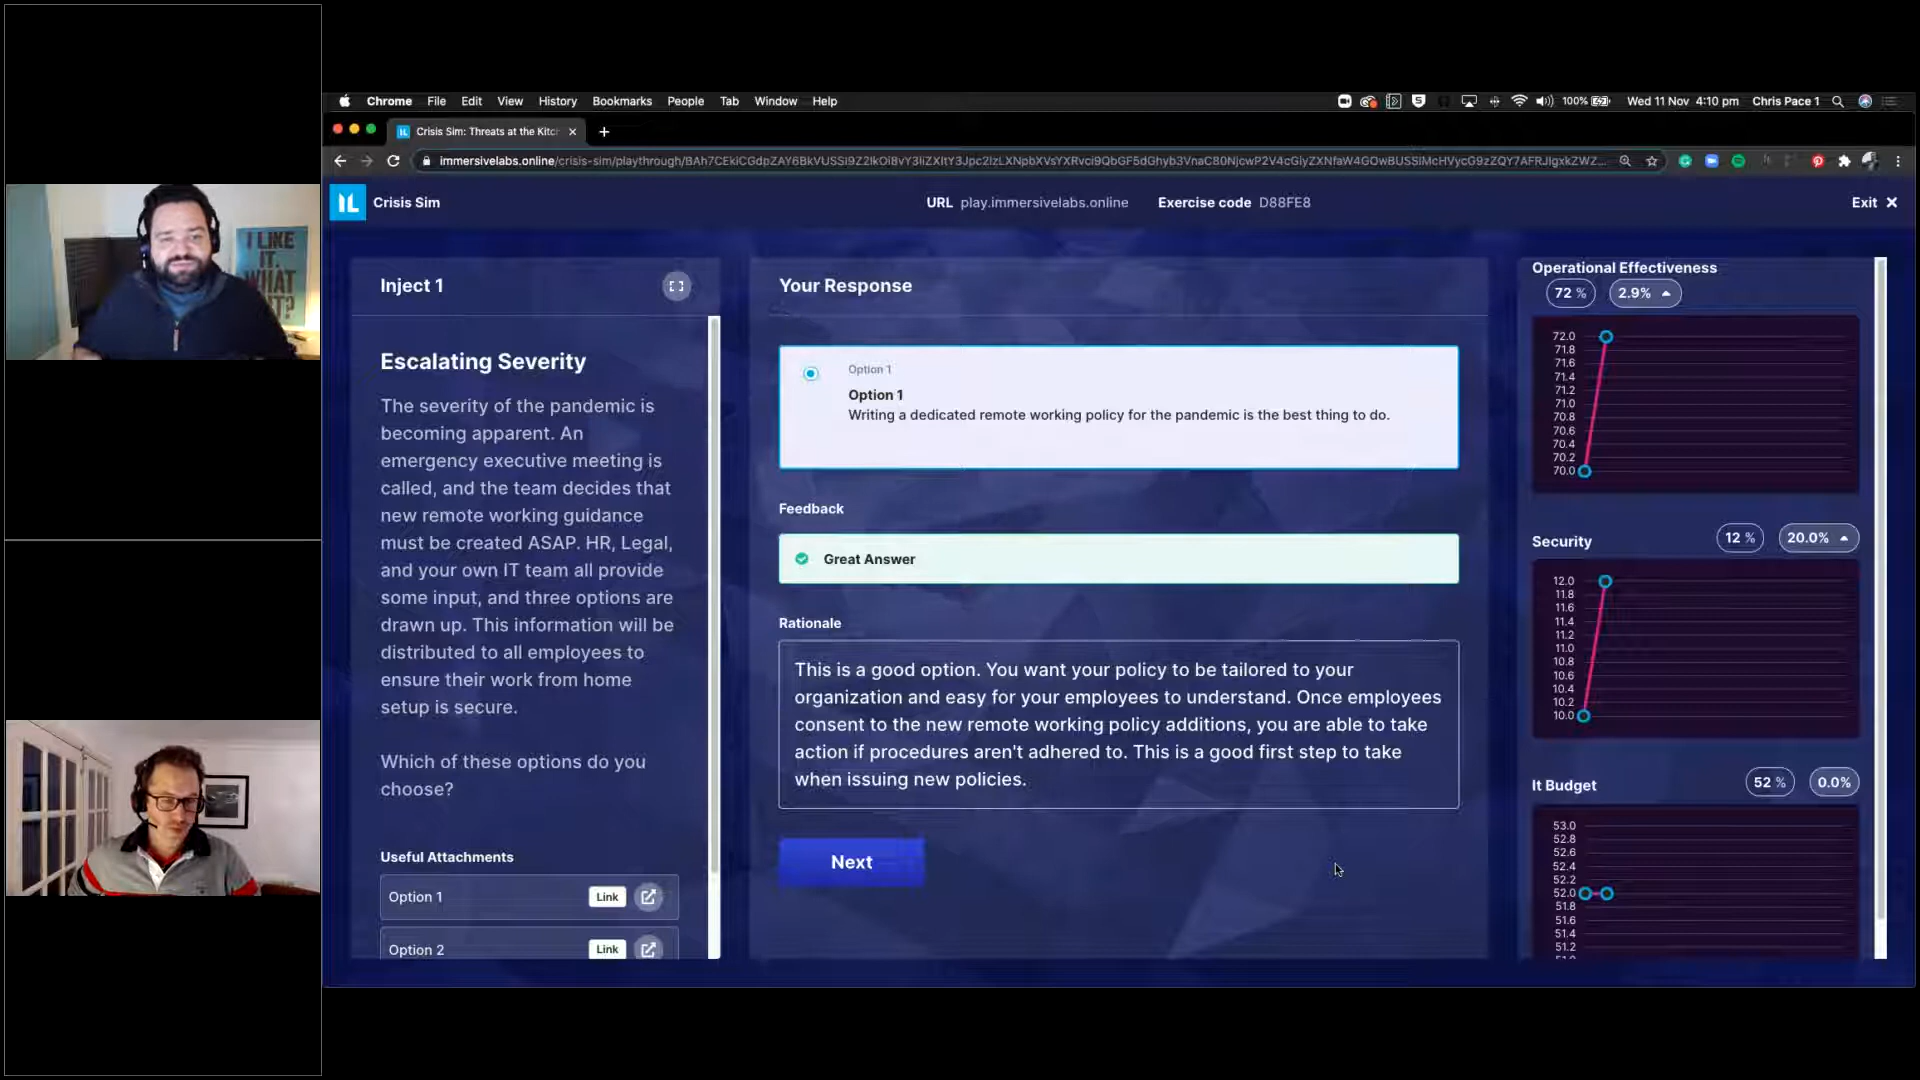 I LIKE
IT.
WHAT
IT?
Chrome File Edit View History Bookmarks People Tab Window Help
100% Wed 11 Nov 4:10 pm Chris Pace 1
Crisis Sim: Threats at the Kitch
Crisis Sim
URL play.immersivelabs.online Exercise code D88FE8
Exit
Inject 1
Escalating Severity
The severity of the pandemic is
becoming apparent. An
emergency executive meeting is
called, and the team decides that
new remote working guidance
must be created ASAP. HR, Legal,
and your own IT team all provide
some input, and three options are
drawn up. This information will be
distributed to all employees to
ensure their work from home
setup is secure.
Which of these options do you
choose?
Useful Attachments
Option 1 Link
Option 2 Link
Your Response
Option 1
Option 1
Writing a dedicated remote working policy for the pandemic is the best thing to do.
Feedback
Great Answer
Rationale
This is a good option. You want your policy to be tailored to your
organization and easy for your employees to understand. Once employees
consent to the new remote working policy additions, you are able to take
action if procedures aren't adhered to. This is a good first step to take
when issuing new policies.
Next
Operational Effectiveness
72 % 2.9%
72.0
71.8
71.6
71.4
71.2
71.0
70.8
70.6
70.4
70.2
70.0
Security 12 % 20.0%
12.0
11.8
11.6
11.4
11.2
11.0
10.8
10.6
10.4
10.2
10.0
It Budget 52 % 0.0%
53.0
52.8
52.6
52.4
52.2
52.0
51.8
51.6
51.4
51.2